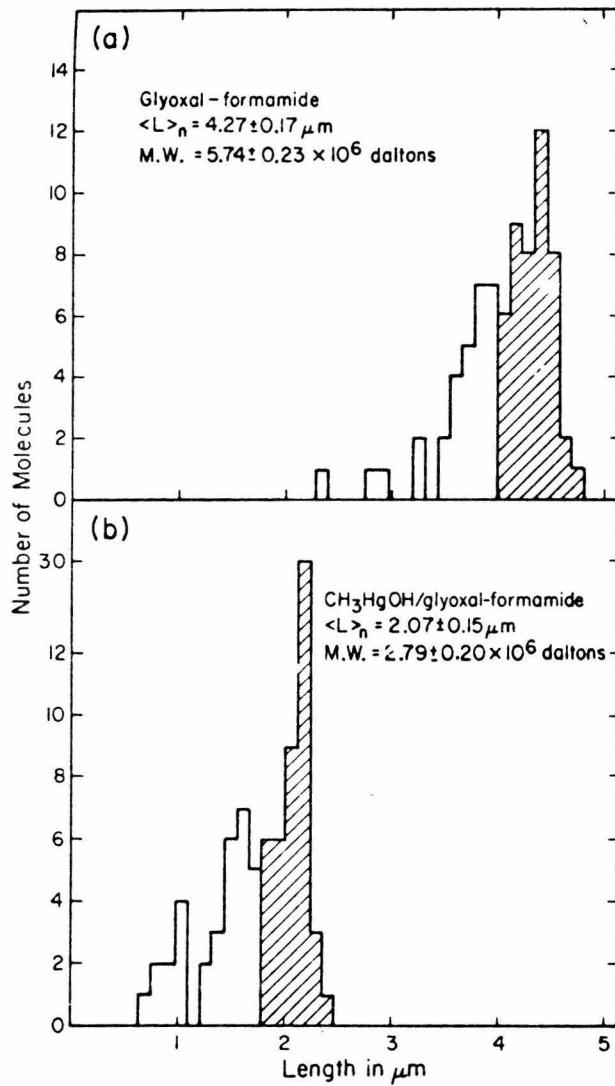 (a)
14
12
10
8
6
4
2
0
Glyoxal-formamide
<L>n = 4.27±0.17 μm
M.W. = 5.74±0.23 × 10⁶ daltons
Number of Molecules
(b)
30
12
10
8
6
4
2
0
CH₃HgOH/glyoxal-formamide
<L>n = 2.07±0.15 μm
M.W. = 2.79±0.20 × 10⁶ daltons
1 2 3 4 5
Length in μm